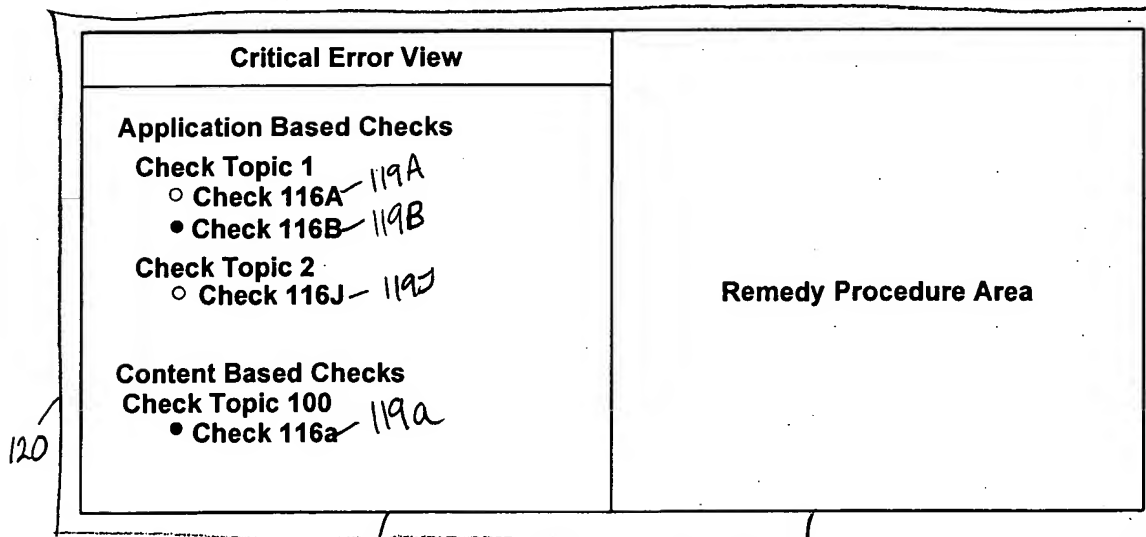 Critical Error View
Application Based Checks
Check Topic 1
○ Check 116A 119A
● Check 116B 119B
Check Topic 2
○ Check 116J 119J
Remedy Procedure Area
Content Based Checks
Check Topic 100
● Check 116a 119a
120